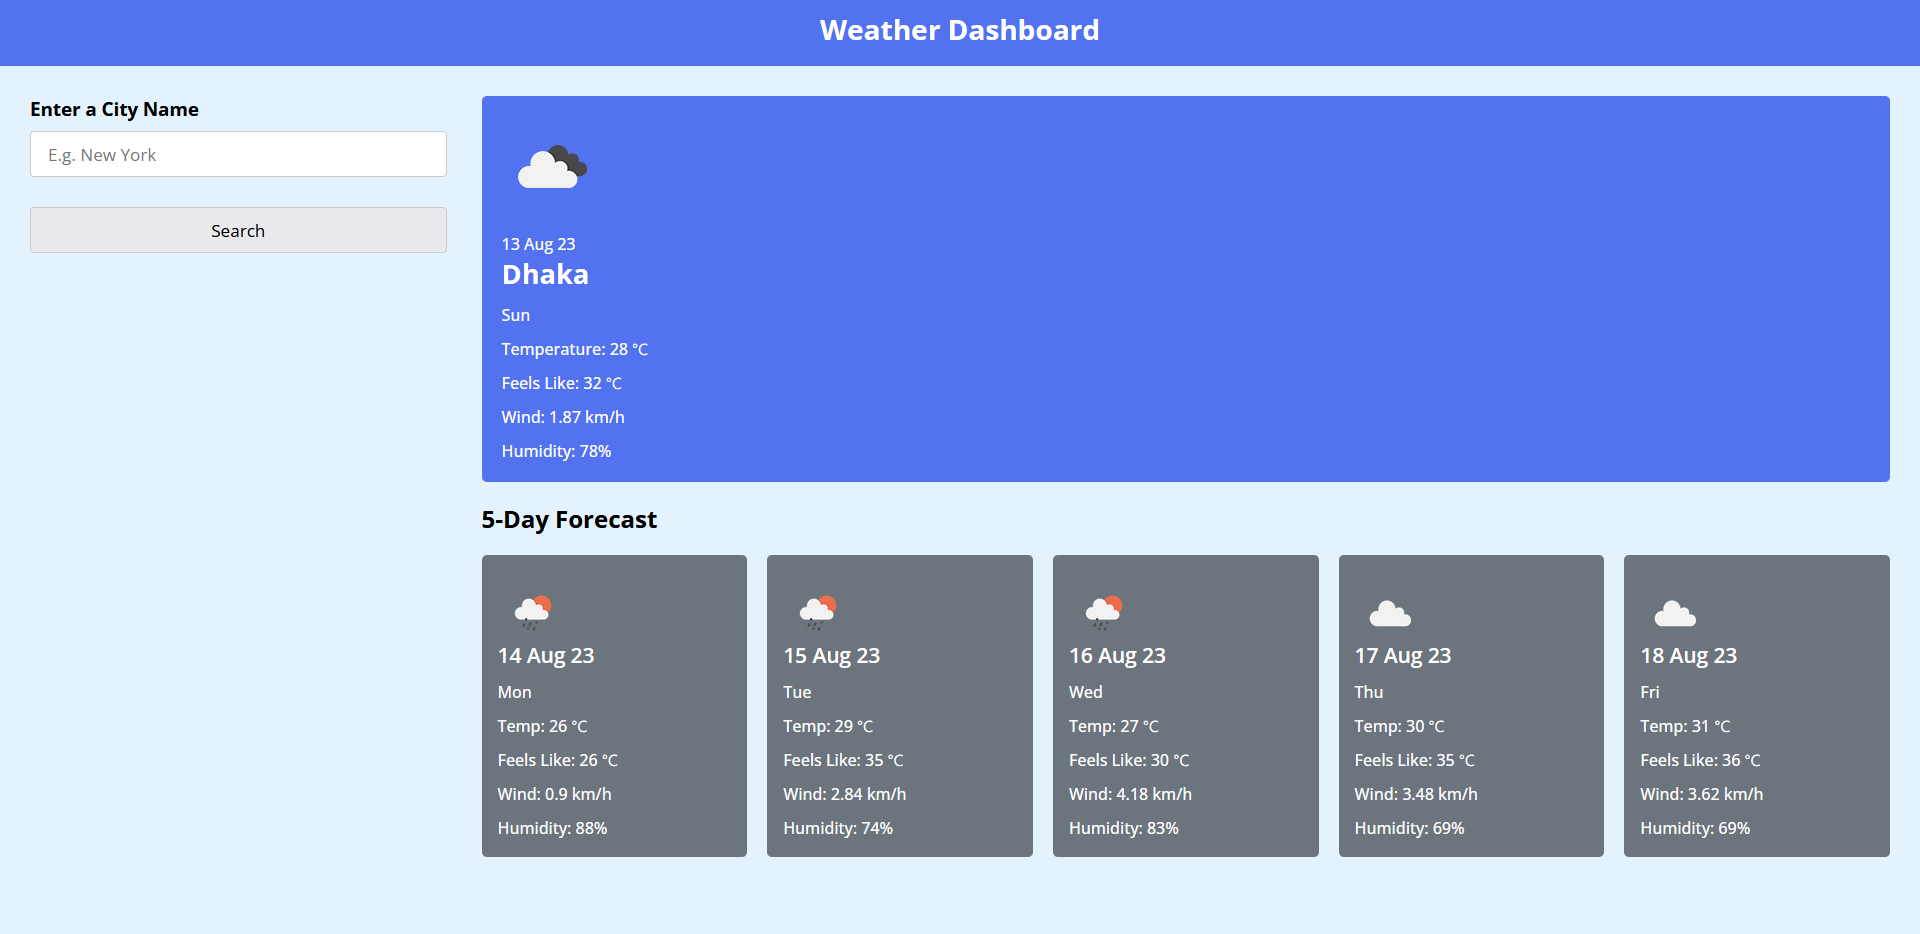 Weather Dashboard
Enter a City Name
E.g. New York
Search
13 Aug 23
Dhaka
Sun
Temperature: 28 °C
Feels Like: 32 °C
Wind: 1.87 km/h
Humidity: 78%
5-Day Forecast
14 Aug 23
Mon
Temp: 26 °C
Feels Like: 26 °C
Wind: 0.9 km/h
Humidity: 88%
15 Aug 23
Tue
Temp: 29 °C
Feels Like: 35 °C
Wind: 2.84 km/h
Humidity: 74%
16 Aug 23
Wed
Temp: 27 °C
Feels Like: 30 °C
Wind: 4.18 km/h
Humidity: 83%
17 Aug 23
Thu
Temp: 30 °C
Feels Like: 35 °C
Wind: 3.48 km/h
Humidity: 69%
18 Aug 23
Fri
Temp: 31 °C
Feels Like: 36 °C
Wind: 3.62 km/h
Humidity: 69%